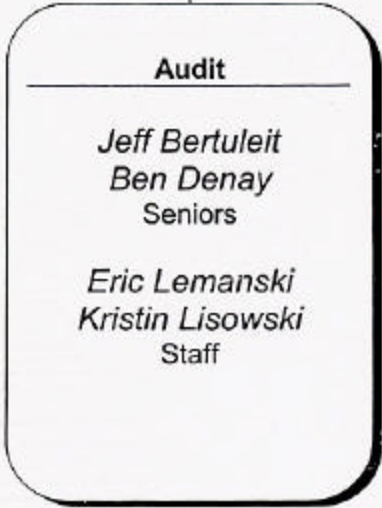 Audit
Jeff Bertuleit
Ben Denay
Seniors
Eric Lemanski
Kristin Lisowski
Staff